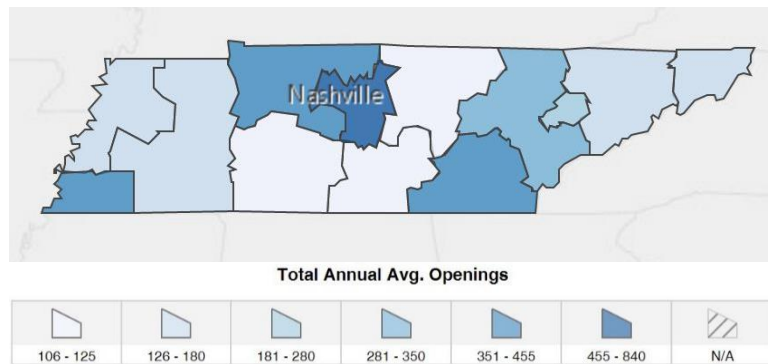 Nashville
Total Annual Avg. Openings
106 - 125 126 - 180 181 - 280 281 - 350 351 - 455 455 - 840 N/A